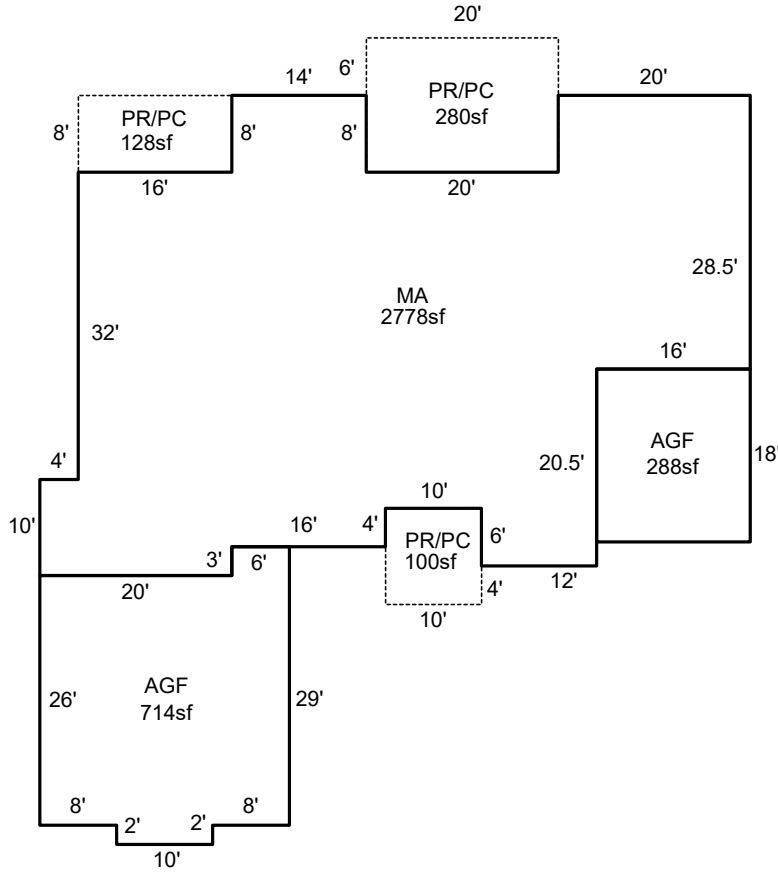 20'
14'
6'
20'
PR/PC
280sf
PR/PC
128sf
8'
8'
8'
16'
20'
28.5'
MA
2778sf
32'
16'
AGF
288sf
18'
20.5'
4'
10'
10'
16'
4'
6'
PR/PC
100sf
3'
6'
20'
4'
12'
10'
AGF
714sf
26'
29'
8'
8'
2'
2'
10'